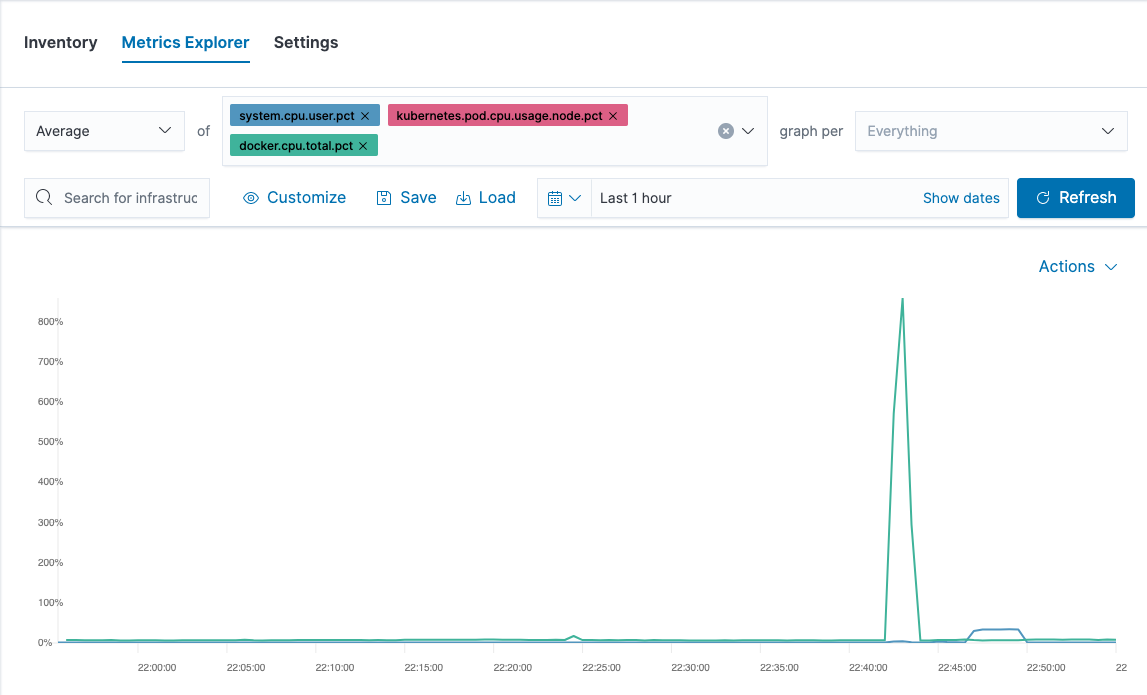 Inventory Metrics Explorer Settings
Average of system.cpu.user.pct × kubernetes.pod.cpu.usage.node.pct × graph per Everything
docker.cpu.total.pct ×
Search for infrastruc Customize Save Load Last 1 hour Show dates Refresh
Actions
800%
700%
600%
500%
400%
300%
200%
100%
0%
22:00:00 22:05:00 22:10:00 22:15:00 22:20:00 22:25:00 22:30:00 22:35:00 22:40:00 22:45:00 22:50:00 22